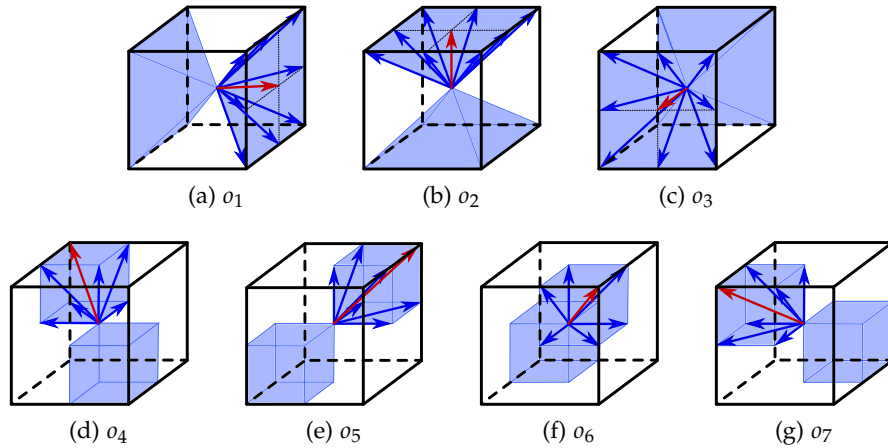 (a) o₁ (b) o₂ (c) o₃
(d) o₄ (e) o₅ (f) o₆ (g) o₇